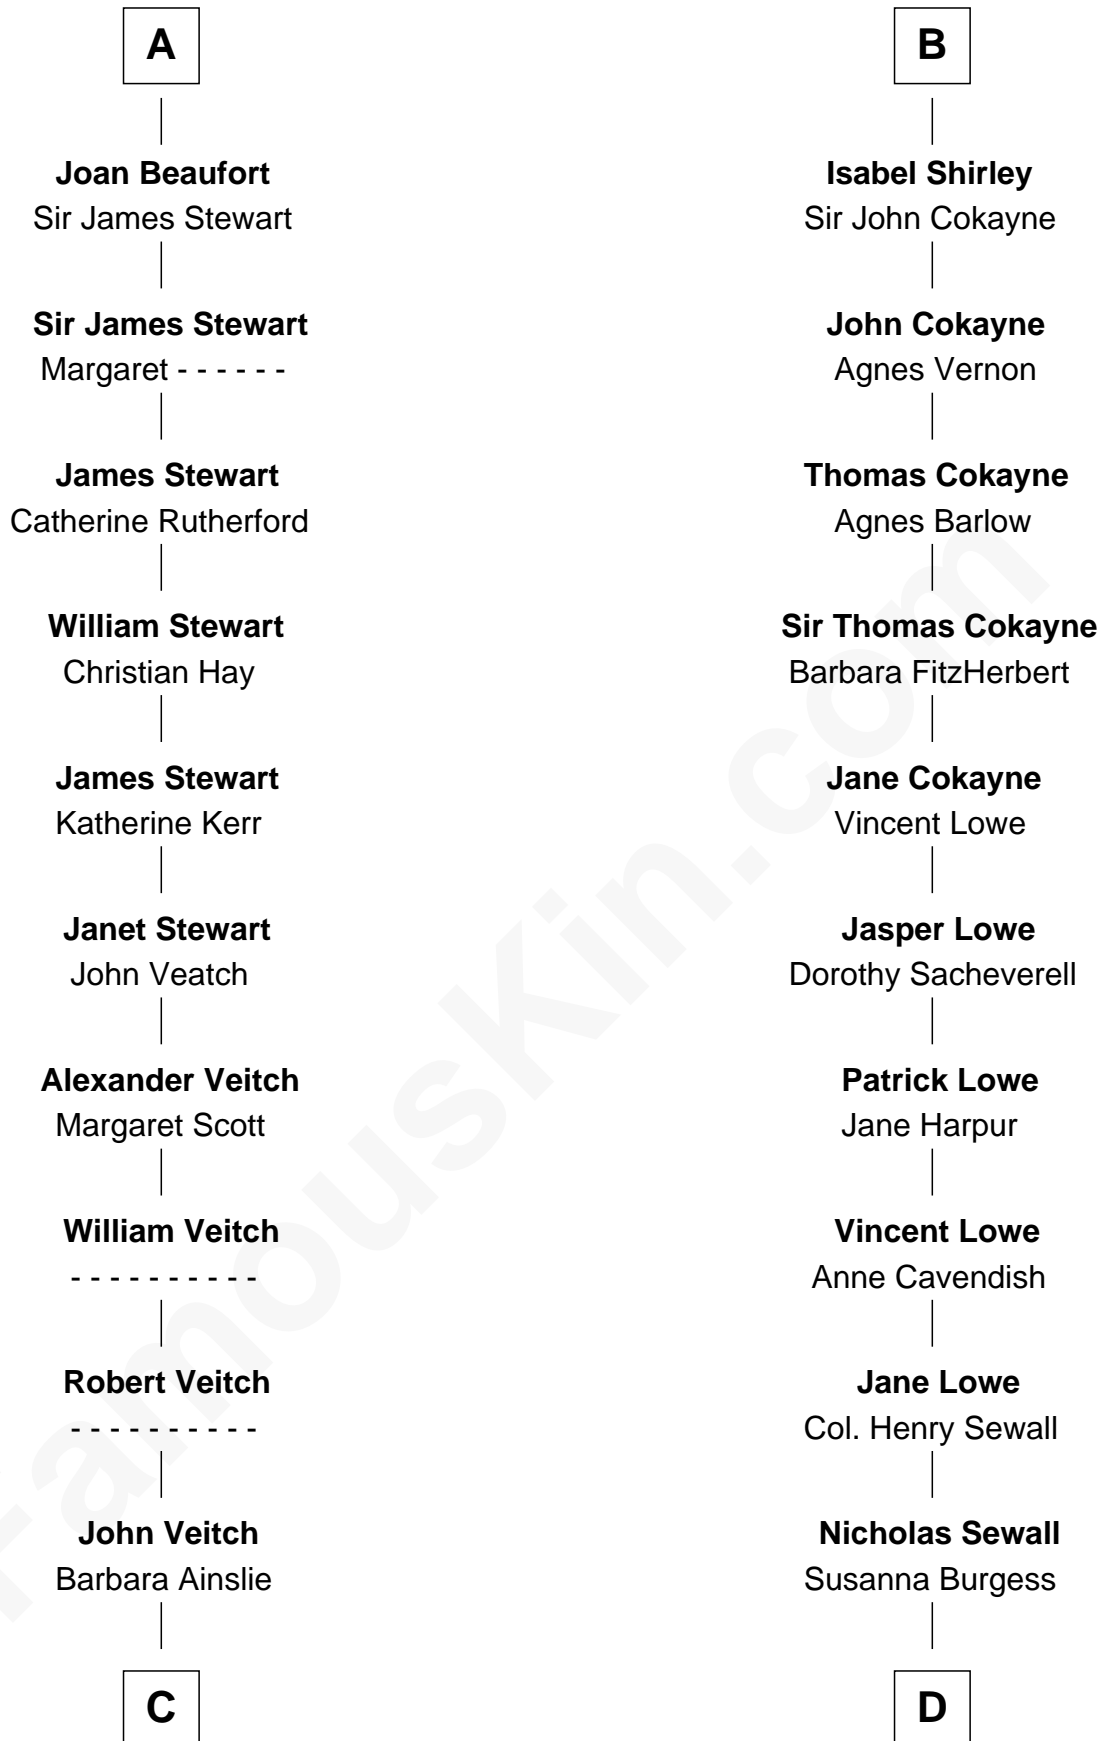 A
Joan Beaufort
Sir James Stewart
Sir James Stewart
Margaret - - - - - -
James Stewart
Catherine Rutherford
William Stewart
Christian Hay
James Stewart
Katherine Kerr
Janet Stewart
John Veatch
Alexander Veitch
Margaret Scott
William Veitch
- - - - - - - - - -
Robert Veitch
- - - - - - - - - -
John Veitch
Barbara Ainslie
C
B
Isabel Shirley
Sir John Cokayne
John Cokayne
Agnes Vernon
Thomas Cokayne
Agnes Barlow
Sir Thomas Cokayne
Barbara FitzHerbert
Jane Cokayne
Vincent Lowe
Jasper Lowe
Dorothy Sacheverell
Patrick Lowe
Jane Harpur
Vincent Lowe
Anne Cavendish
Jane Lowe
Col. Henry Sewall
Nicholas Sewall
Susanna Burgess
D
FamousKin.com